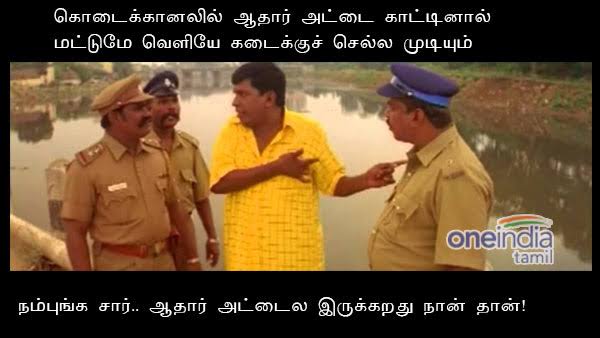 கொடைக்கானலில் ஆதார் அட்டை காட்டினால்
மட்டுமே வெளியே கடைக்குச் செல்ல முடியும்
oneindia
tamil
நம்புங்க சார்.. ஆதார் அட்டைல இருக்கறது நான் தான்!